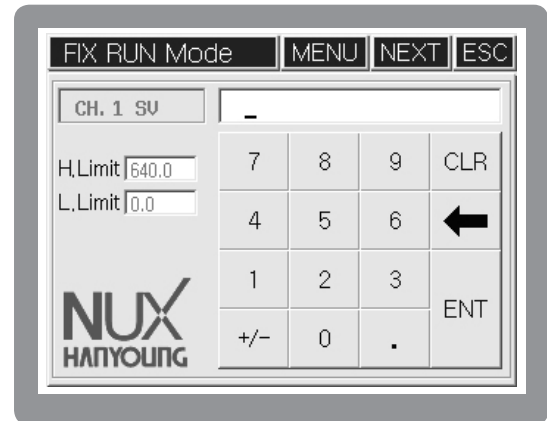 FIX RUN Mode MENU NEXT ESC
CH. 1 SV _
H.Limit 640.0
L.Limit 0.0
7 8 9 CLR
4 5 6
1 2 3
ENT
+/- 0 .
NUX
HANYOUNG